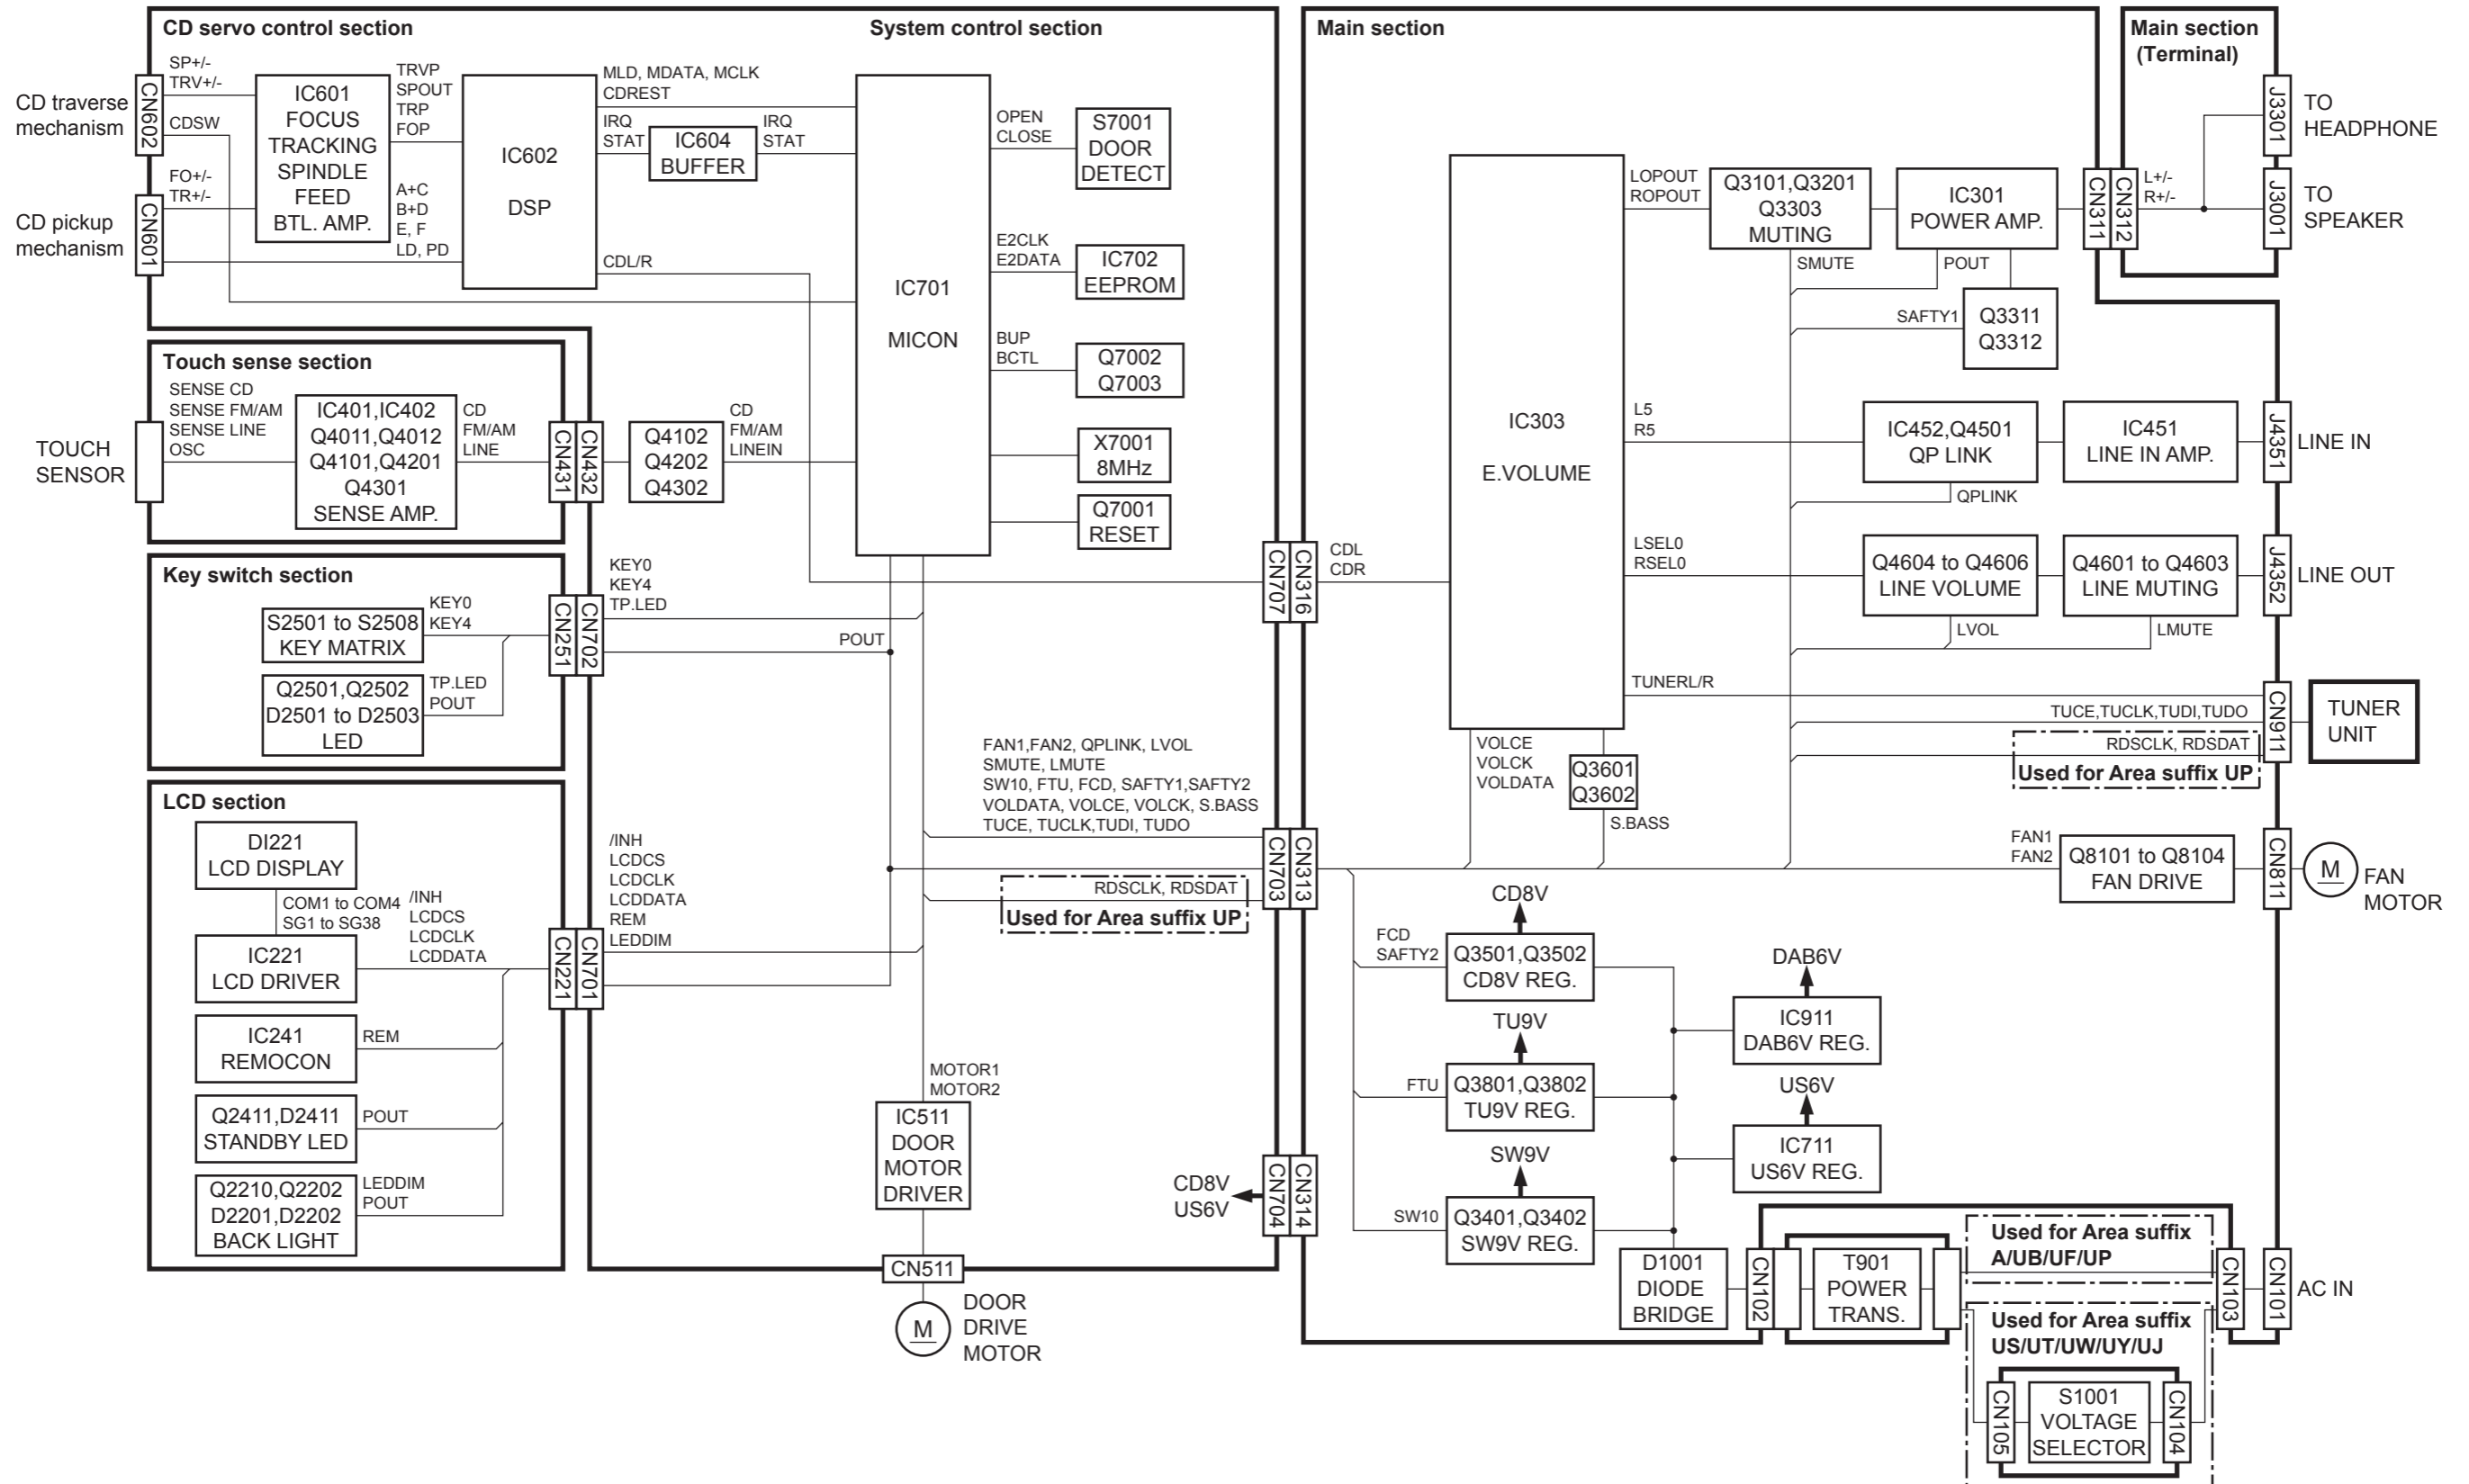 CD servo control section
System control section
CD traverse
mechanism
CN602
SP+/-
TRV+/-
CDSW
FO+/-
TR+/-
CD pickup
mechanism
CN601
IC601
FOCUS
TRACKING
SPINDLE
FEED
BTL. AMP.
TRVP
SPOUT
TRP
FOP
A+C
B+D
E, F
LD, PD
IC602
DSP
MLD, MDATA, MCLK
CDREST
IRQ
STAT
IC604
BUFFER
IRQ
STAT
CDL/R
IC701
MICON
OPEN
CLOSE
S7001
DOOR
DETECT
E2CLK
E2DATA
IC702
EEPROM
BUP
BCTL
Q7002
Q7003
X7001
8MHz
Q7001
RESET
Touch sense section
TOUCH
SENSOR
SENSE CD
SENSE FM/AM
SENSE LINE
OSC
IC401,IC402
Q4011,Q4012
Q4101,Q4201
Q4301
SENSE AMP.
CD
FM/AM
LINE
CN431
CN432
Q4102
Q4202
Q4302
CD
FM/AM
LINEIN
Key switch section
S2501 to S2508
KEY MATRIX
KEY0
KEY4
Q2501,Q2502
D2501 to D2503
LED
TP.LED
POUT
CN251
CN702
KEY0
KEY4
TP.LED
POUT
LCD section
DI221
LCD DISPLAY
COM1 to COM4
SG1 to SG38
IC221
LCD DRIVER
/INH
LCDCS
LCDCLK
LCDDATA
IC241
REMOCON
REM
Q2411,D2411
STANDBY LED
POUT
Q2210,Q2202
D2201,D2202
BACK LIGHT
LEDDIM
POUT
CN221
CN701
/INH
LCDCS
LCDCLK
LCDDATA
REM
LEDDIM
FAN1,FAN2, QPLINK, LVOL
SMUTE, LMUTE
SW10, FTU, FCD, SAFTY1,SAFTY2
VOLDATA, VOLCE, VOLCK, S.BASS
TUCE, TUCLK,TUDI, TUDO
RDSCLK, RDSDAT
Used for Area suffix UP
MOTOR1
MOTOR2
IC511
DOOR
MOTOR
DRIVER
CN511
M
DOOR
DRIVE
MOTOR
CD8V
US6V
CN707
CN316
CN703
CN313
CN704
CN314
Main section
CDL
CDR
IC303
E.VOLUME
LOPOUT
ROPOUT
Q3101,Q3201
Q3303
MUTING
SMUTE
IC301
POWER AMP.
POUT
SAFTY1
Q3311
Q3312
CN311
CN312
Main section
(Terminal)
L+/-
R+/-
J3301
TO
HEADPHONE
J3001
TO
SPEAKER
L5
R5
IC452,Q4501
QP LINK
QPLINK
IC451
LINE IN AMP.
J4351
LINE IN
LSEL0
RSEL0
Q4604 to Q4606
LINE VOLUME
LVOL
Q4601 to Q4603
LINE MUTING
LMUTE
J4352
LINE OUT
TUNERL/R
TUCE,TUCLK,TUDI,TUDO
RDSCLK, RDSDAT
Used for Area suffix UP
CN911
TUNER
UNIT
VOLCE
VOLCK
VOLDATA
Q3601
Q3602
S.BASS
FAN1
FAN2
Q8101 to Q8104
FAN DRIVE
CN811
M
FAN
MOTOR
CD8V
FCD
SAFTY2
Q3501,Q3502
CD8V REG.
TU9V
FTU
Q3801,Q3802
TU9V REG.
SW9V
SW10
Q3401,Q3402
SW9V REG.
DAB6V
IC911
DAB6V REG.
US6V
IC711
US6V REG.
D1001
DIODE
BRIDGE
CN102
T901
POWER
TRANS.
Used for Area suffix
A/UB/UF/UP
CN103
CN101
AC IN
Used for Area suffix
US/UT/UW/UY/UJ
CN105
S1001
VOLTAGE
SELECTOR
CN104